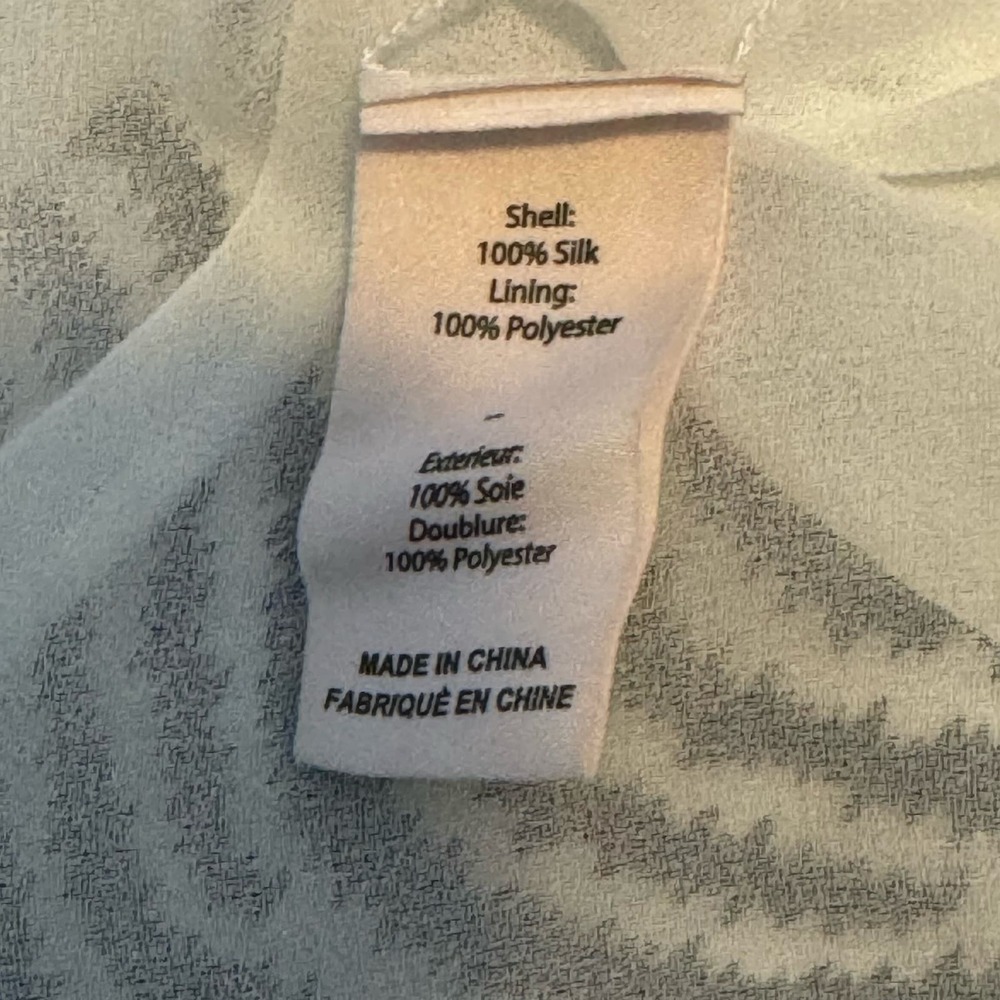 Shell:
100% Silk
Lining:
100% Polyester
-
Exterieur:
100% Soie
Doublure:
100% Polyester
MADE IN CHINA
FABRIQUÉ EN CHINE